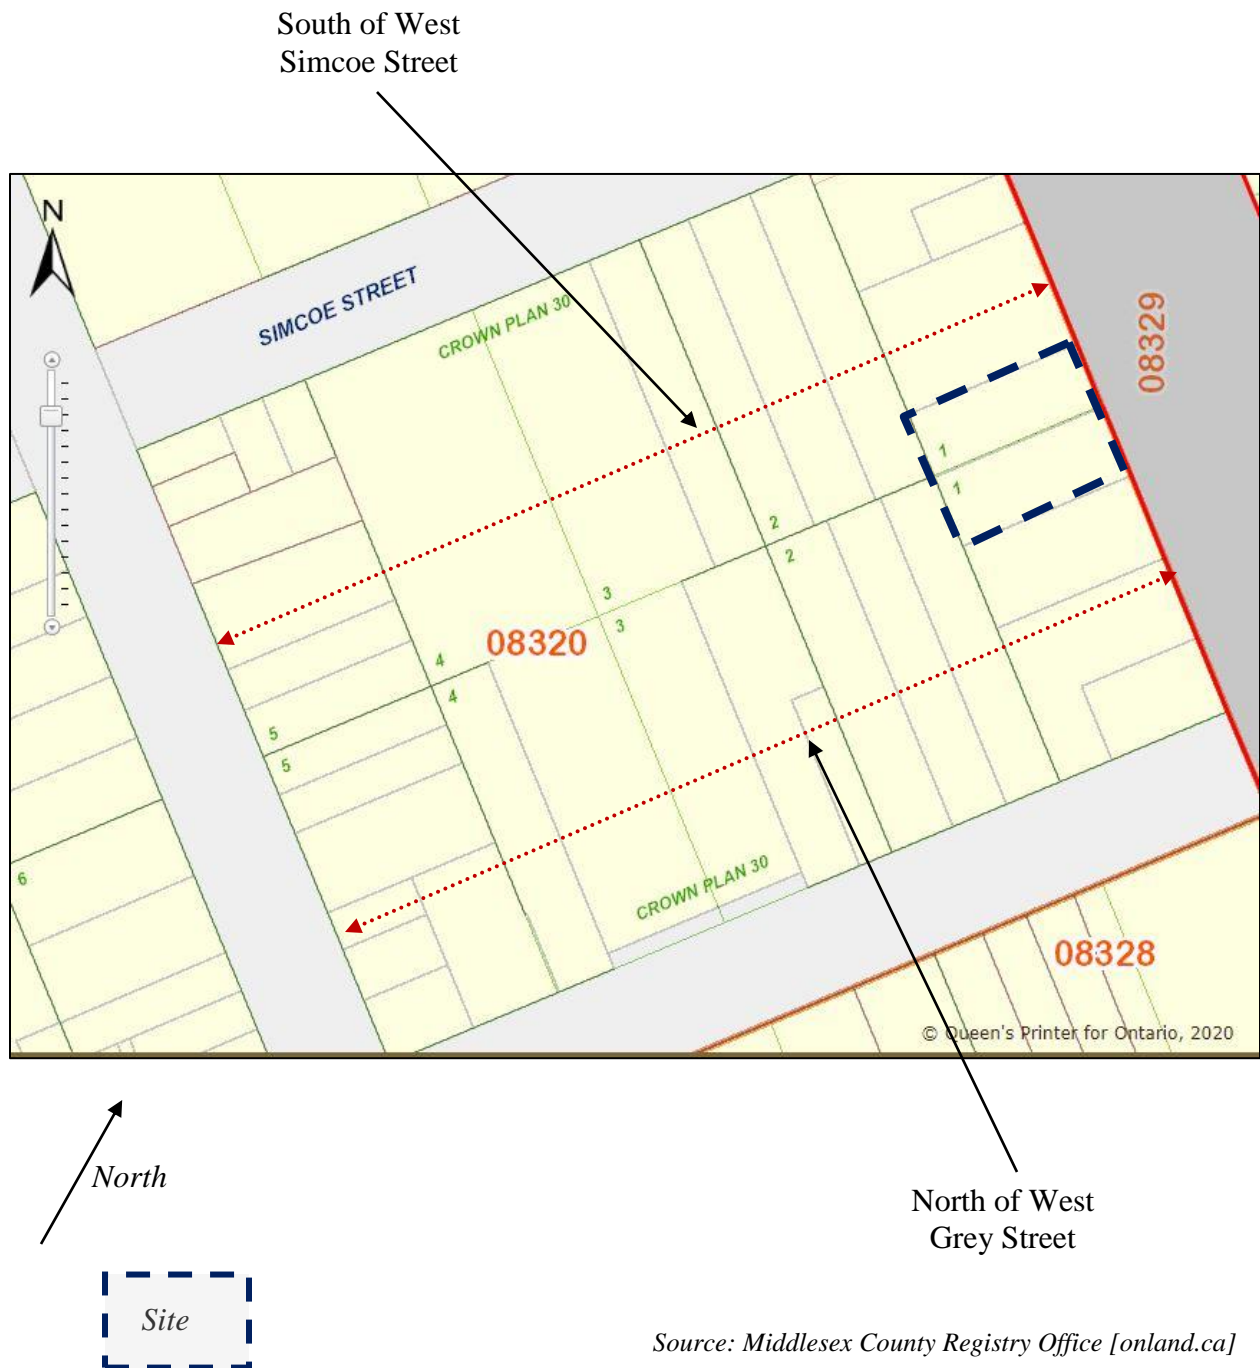 South of West
Simcoe Street
N
SIMCOE STREET
CROWN PLAN 30
08329
1
1
2
2
3
3
08320
4
4
5
5
6
CROWN PLAN 30
08328
© Queen's Printer for Ontario, 2020
North
North of West
Grey Street
Site
Source: Middlesex County Registry Office [onland.ca]